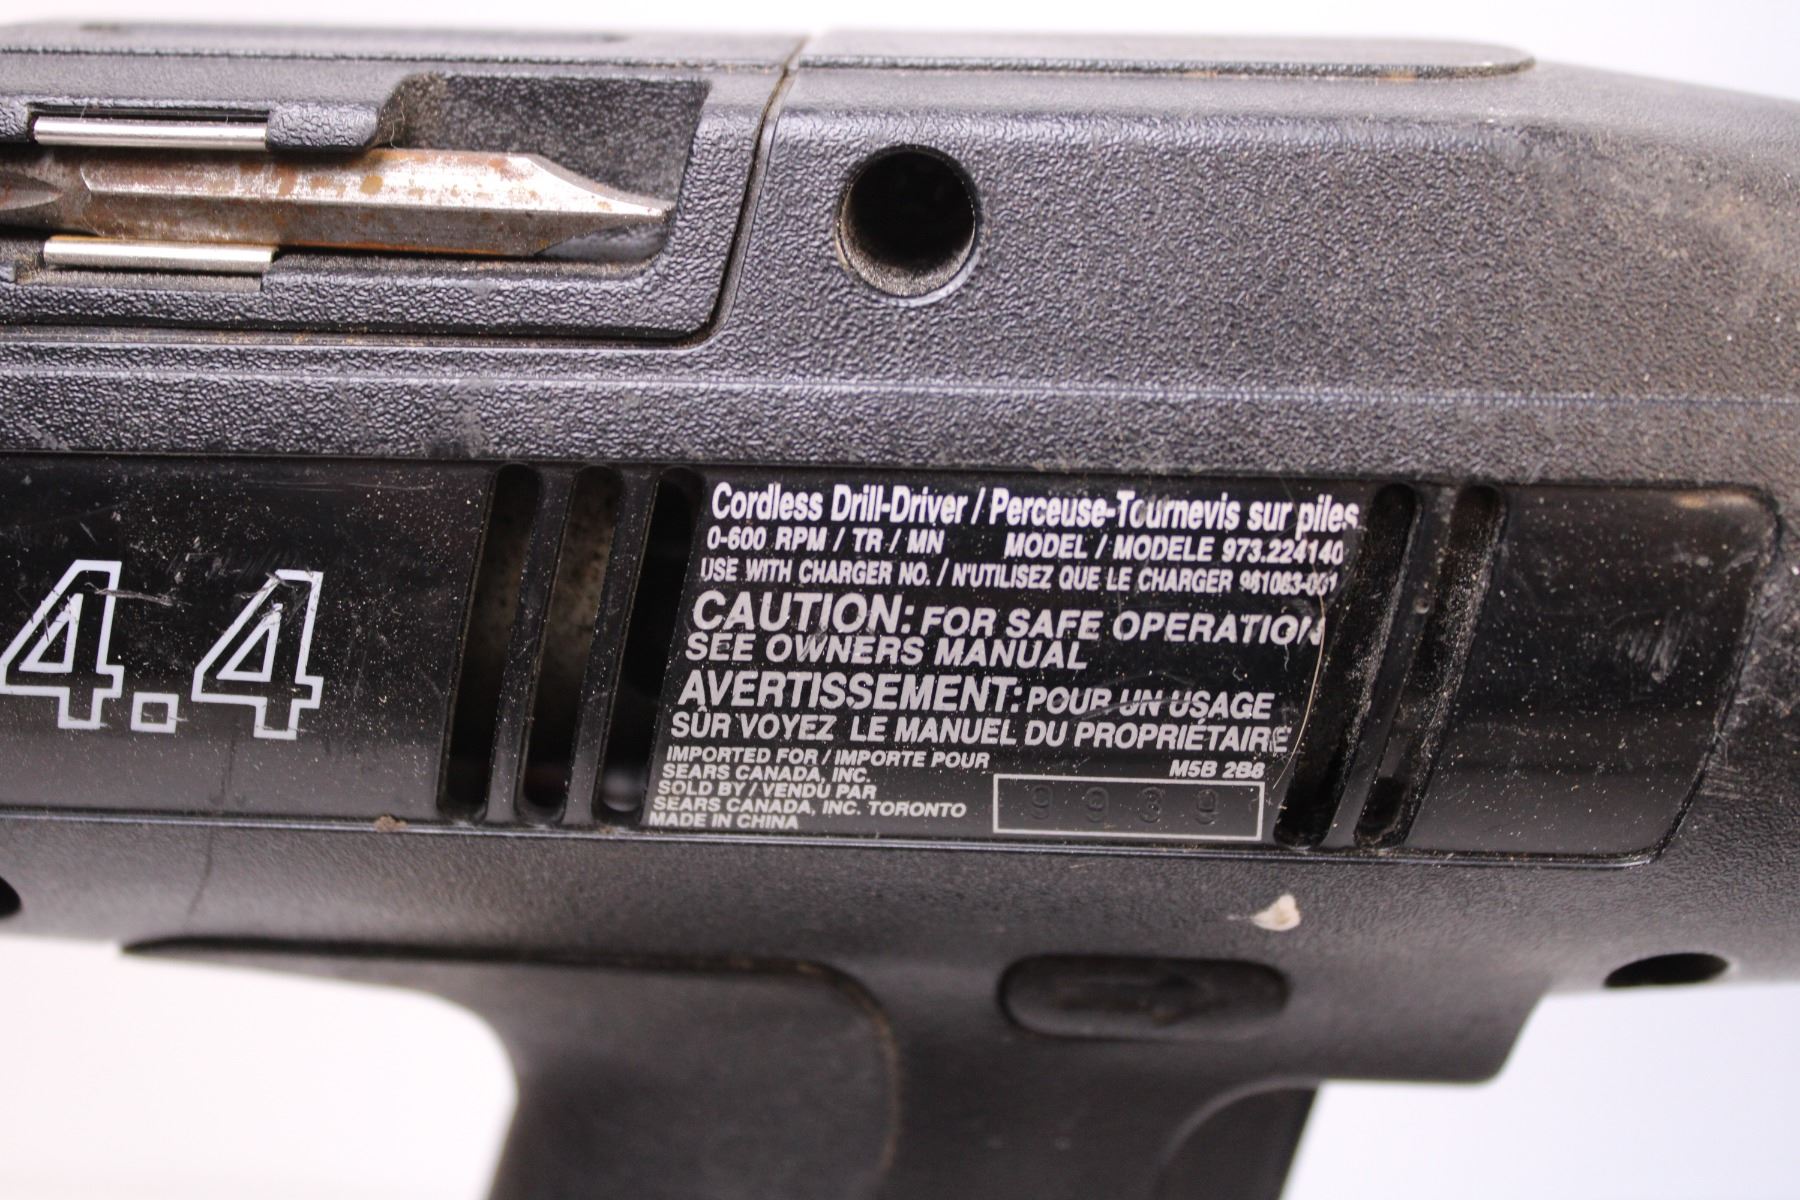 4.4
Cordless Drill-Driver / Perceuse-Tournevis sur piles
0-600 RPM / TR / MN MODEL / MODELE 973.224140
USE WITH CHARGER NO. / N'UTILISEZ QUE LE CHARGER 981083-001
CAUTION: FOR SAFE OPERATION
SEE OWNERS MANUAL
AVERTISSEMENT: POUR UN USAGE
SÛR VOYEZ LE MANUEL DU PROPRIÉTAIRE
IMPORTED FOR / IMPORTE POUR
SEARS CANADA, INC. M5B 2B8
SOLD BY / VENDU PAR
SEARS CANADA, INC. TORONTO
MADE IN CHINA
9939